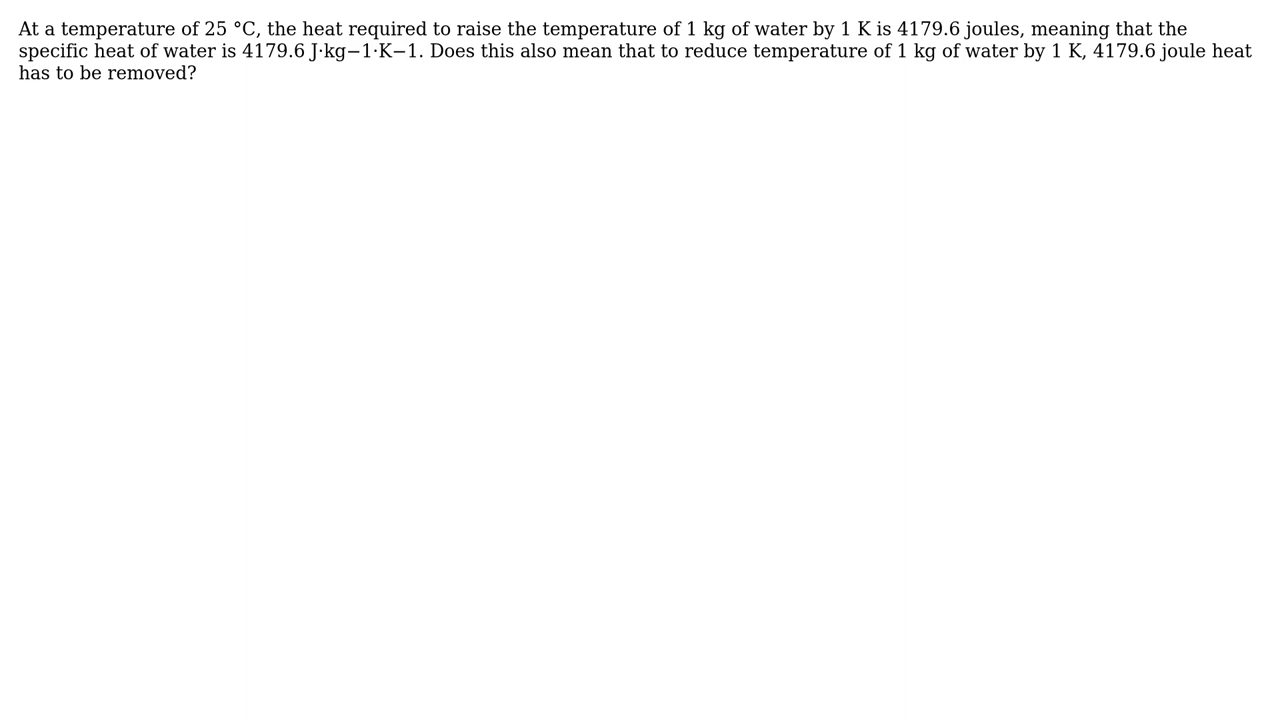 At a temperature of 25 °C, the heat required to raise the temperature of 1 kg of water by 1 K is 4179.6 joules, meaning that the
specific heat of water is 4179.6 J·kg−1·K−1. Does this also mean that to reduce temperature of 1 kg of water by 1 K, 4179.6 joule heat
has to be removed?